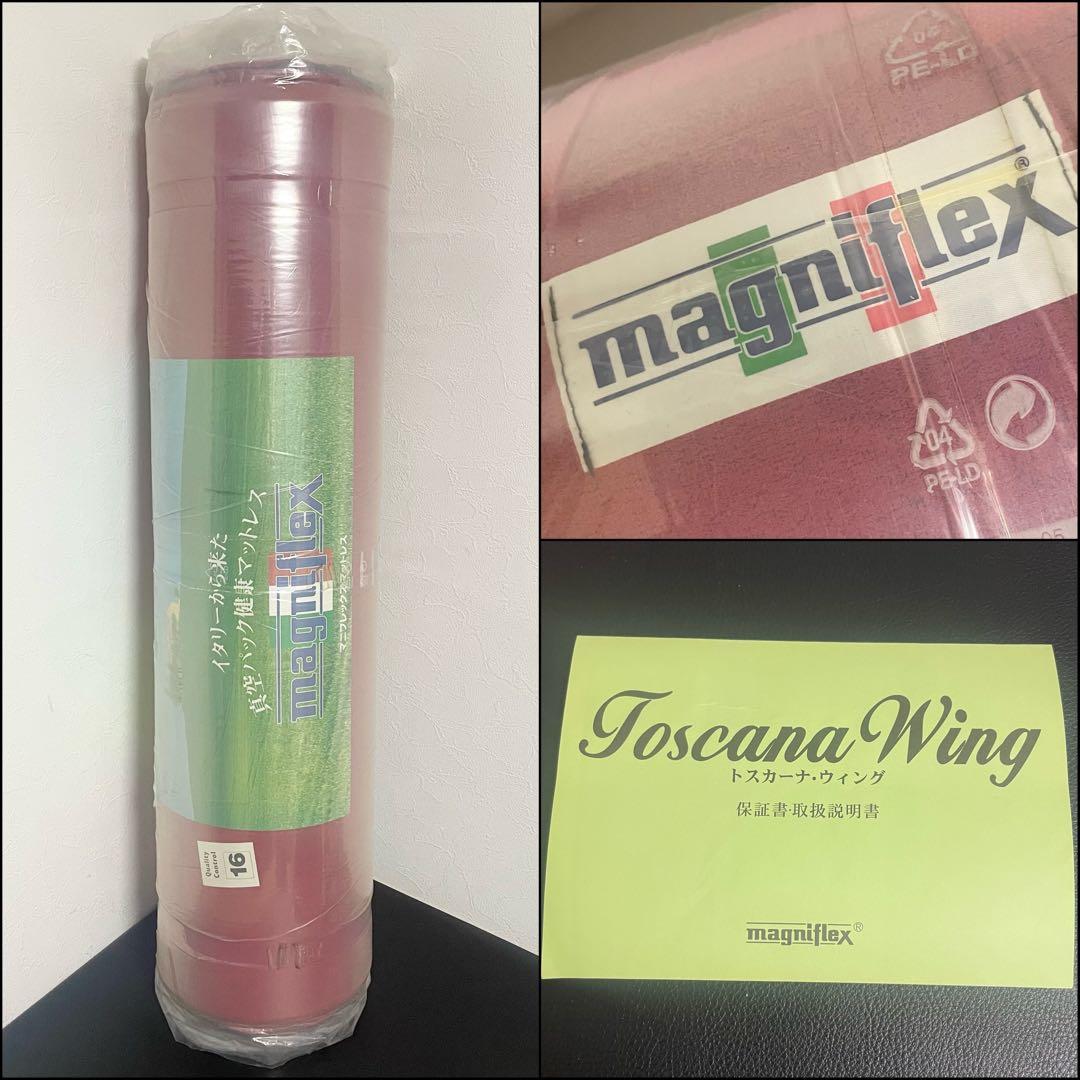 イタリーから来た
真空パック健康マットレス
magniflex
マニフレックスマットレス
Quality
Control
16
04
PE-LD
magniflex®
04
PE-LD
05
Toscana Wing
トスカーナ・ウィング
保証書・取扱説明書
magniflex®